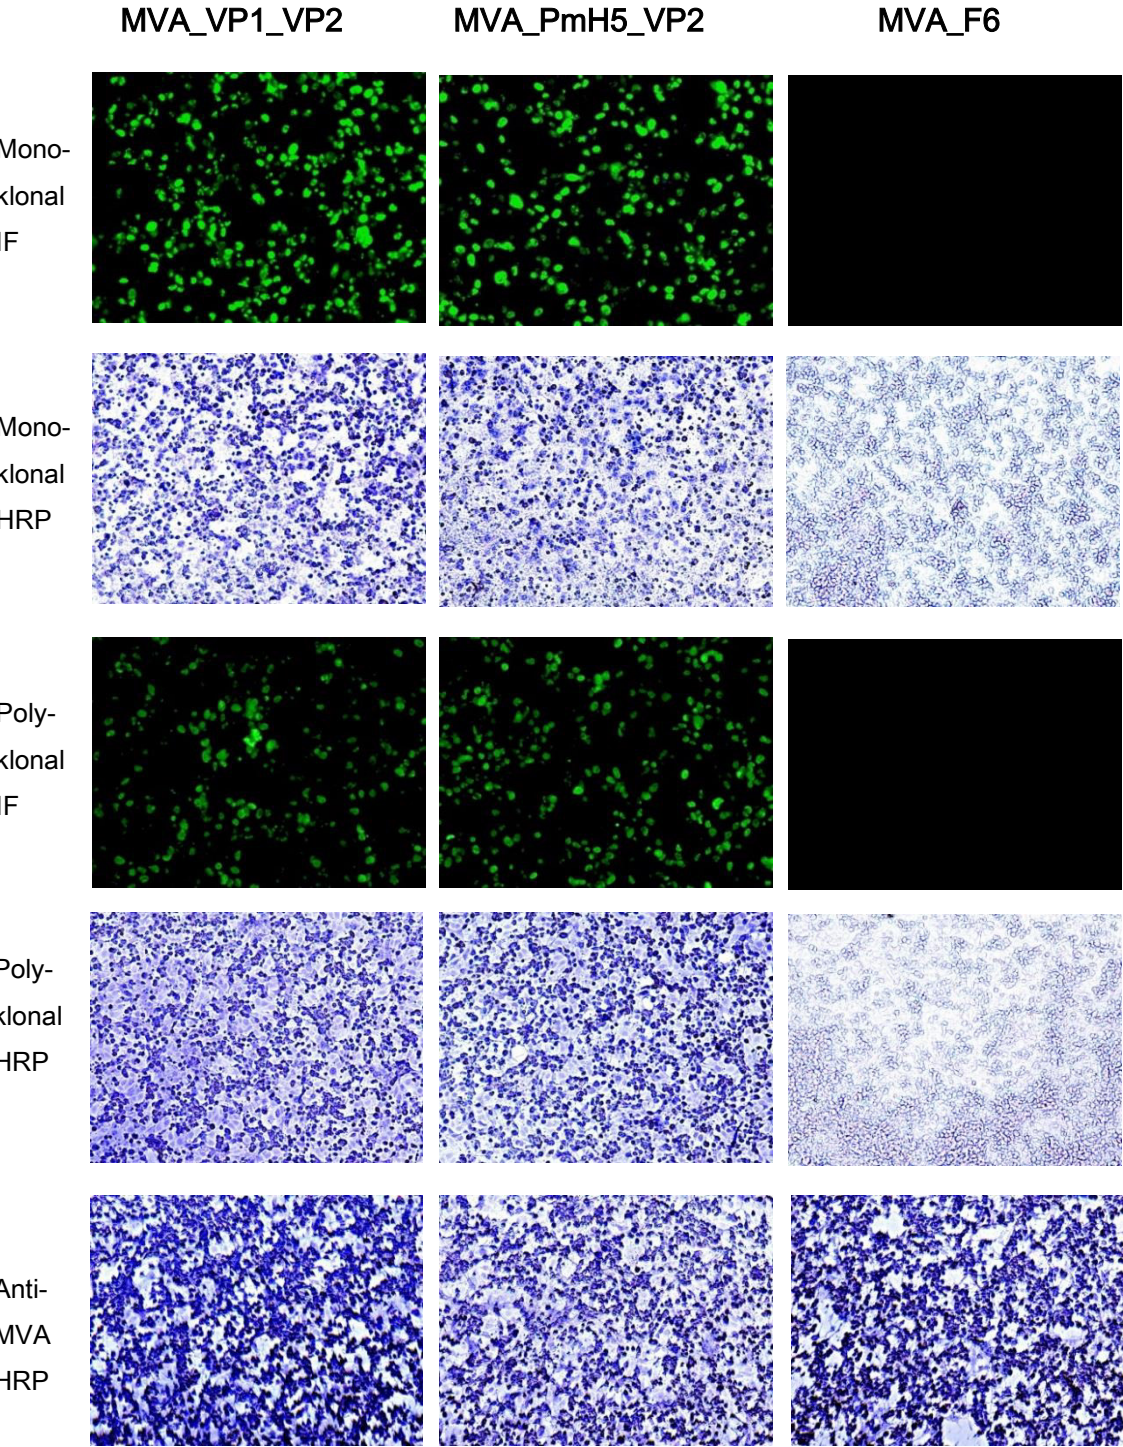 MVA_VP1_VP2 MVA_PmH5_VP2 MVA_F6
Mono-
klonal
IF
Mono-
klonal
HRP
Poly-
klonal
IF
Poly-
klonal
HRP
Anti-
MVA
HRP